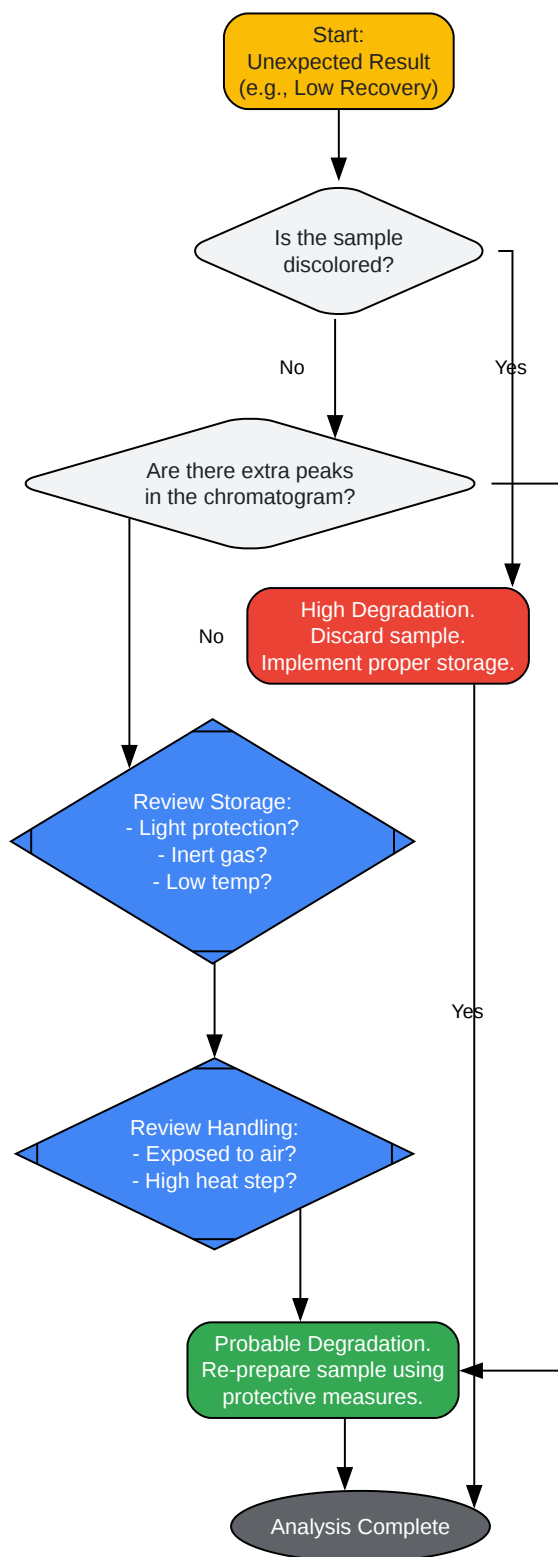 Start:
Unexpected Result
(e.g., Low Recovery)
Is the sample
discolored?
No
Yes
Are there extra peaks
in the chromatogram?
No
High Degradation.
Discard sample.
Implement proper storage.
Review Storage:
- Light protection?
- Inert gas?
- Low temp?
Yes
Review Handling:
- Exposed to air?
- High heat step?
Probable Degradation.
Re-prepare sample using
protective measures.
Analysis Complete